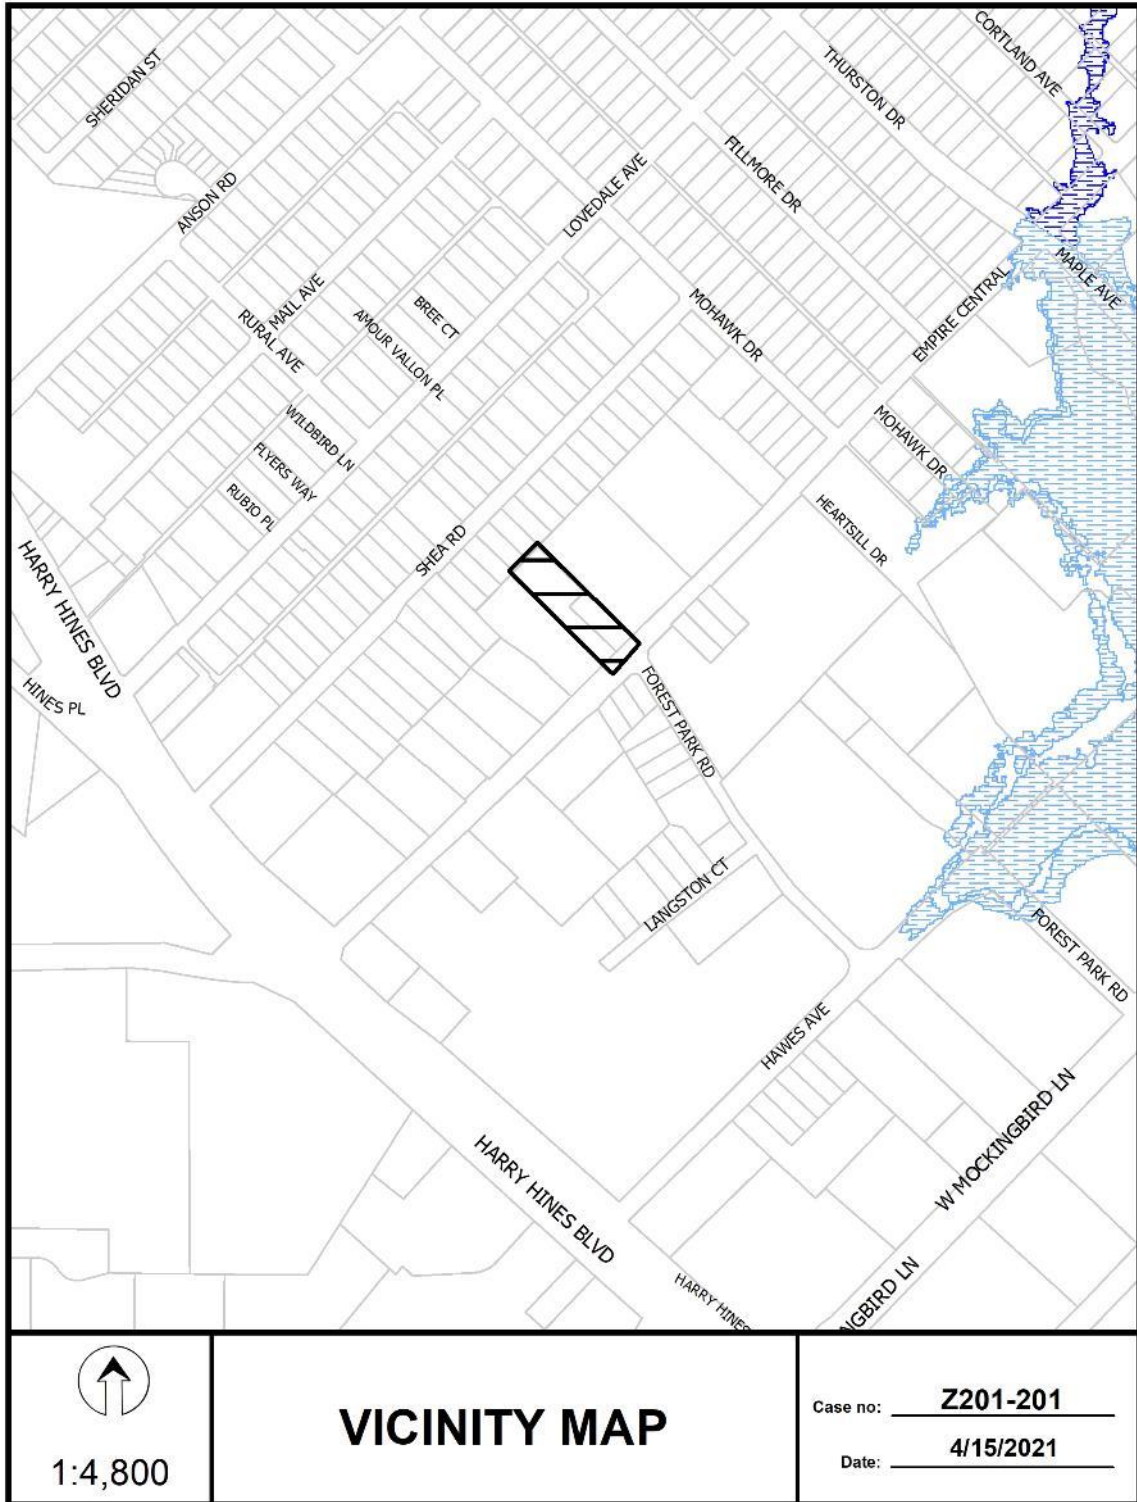 CORTLAND AVE
THURSTON DR
SHERIDAN ST
FILLMORE DR
LOVEDALE AVE
ANSON RD
MAPLE AVE
EMPIRE CENTRAL
MAIL AVE
BREE CT
RURAL AVE
AMOUR VALLON PL
MOHAWK DR
WILDBIRD LN
MOHAWK DR
FLYERS WAY
RUBIO PL
HEARTSILL DR
SHEA RD
HARRY HINES BLVD
HINES PL
FOREST PARK RD
LANGSTON CT
FOREST PARK RD
HAWES AVE
W MOCKINGBIRD LN
HARRY HINES BLVD
HARRY HINES
NGBIRD LN
1:4,800
VICINITY MAP
Case no: Z201-201
Date: 4/15/2021